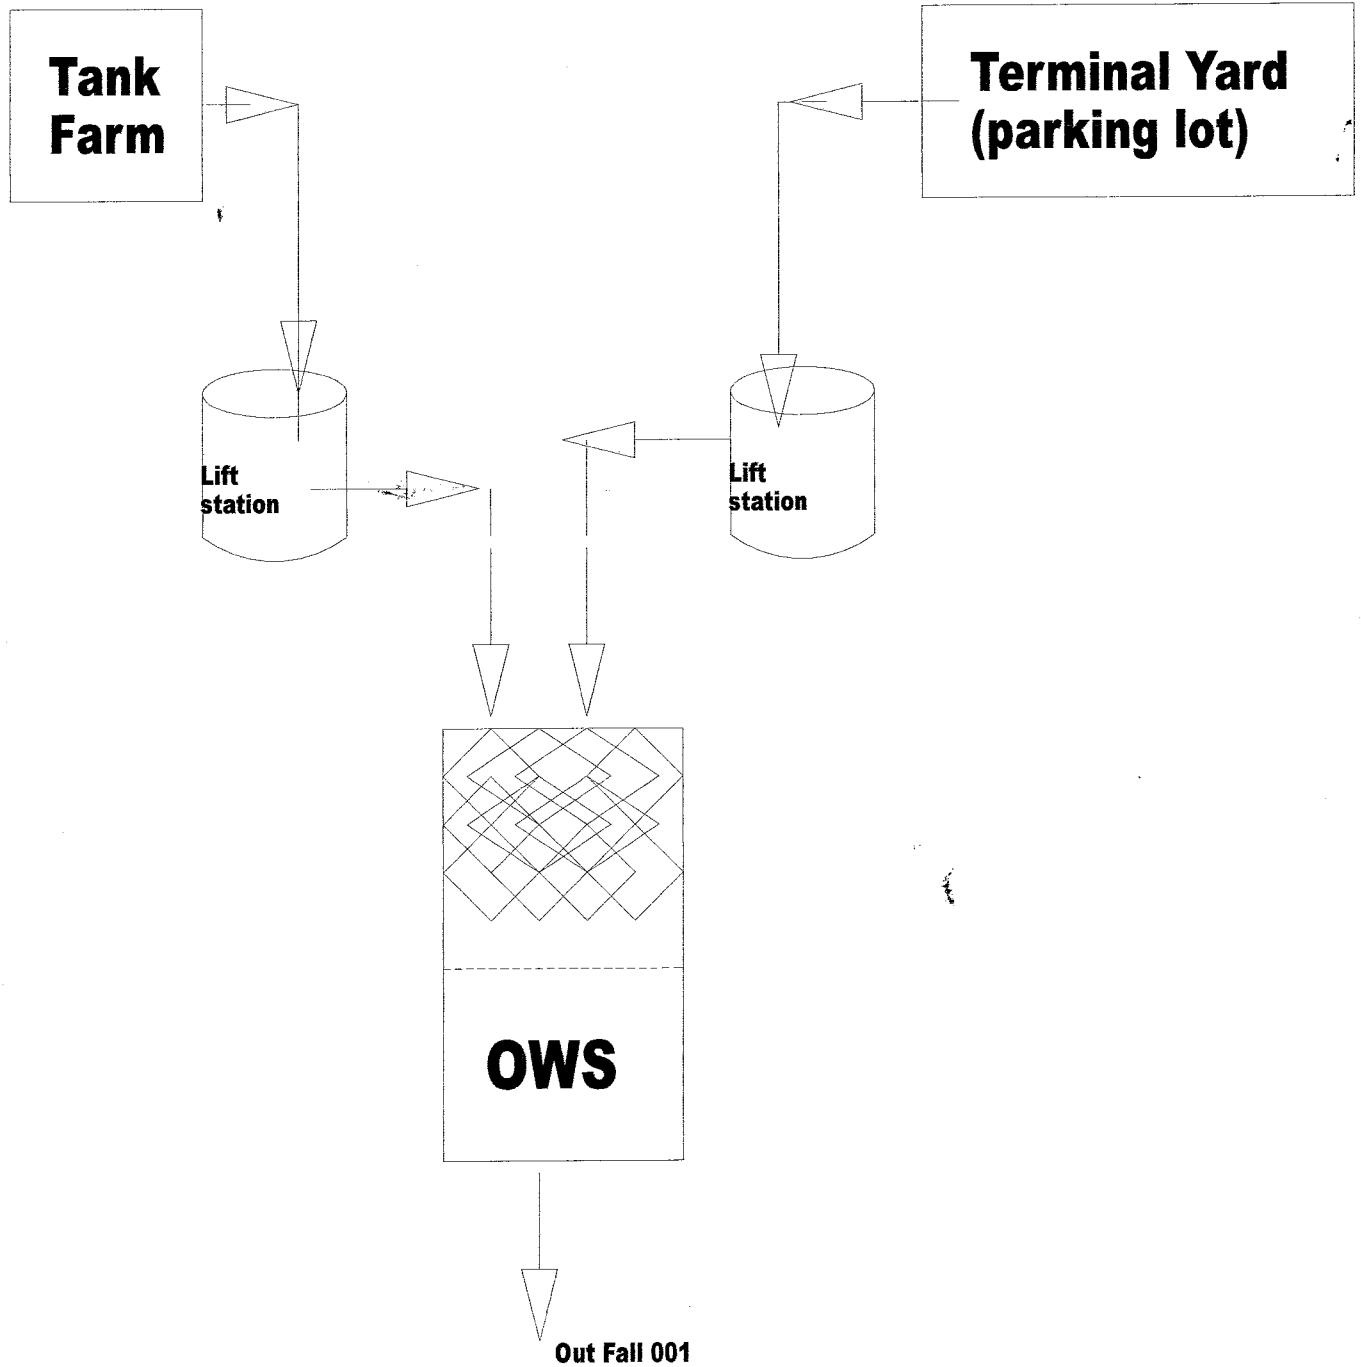 Tank
Farm
Terminal Yard
(parking lot)
Lift
station
Lift
station
OWS
Out Fall 001